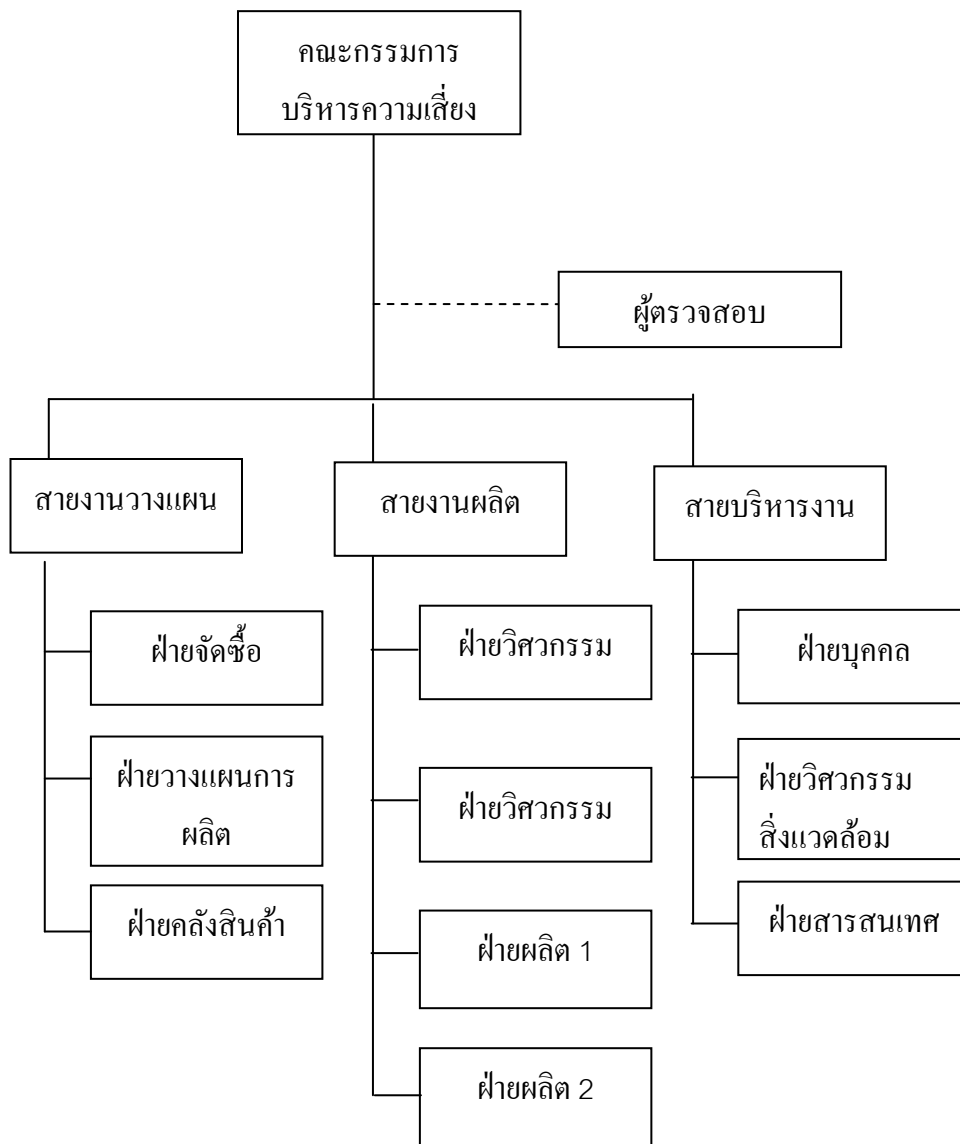 คณะกรรมการ
บริหารความเสี่ยง
ผู้ตรวจสอบ
สายงานวางแผน
สายงานผลิต
สายบริหารงาน
ฝ่ายจัดซื้อ
ฝ่ายวางแผนการ
ผลิต
ฝ่ายคลังสินค้า
ฝ่ายวิศวกรรม
ฝ่ายวิศวกรรม
ฝ่ายผลิต 1
ฝ่ายผลิต 2
ฝ่ายบุคคล
ฝ่ายวิศวกรรม
สิ่งแวดล้อม
ฝ่ายสารสนเทศ